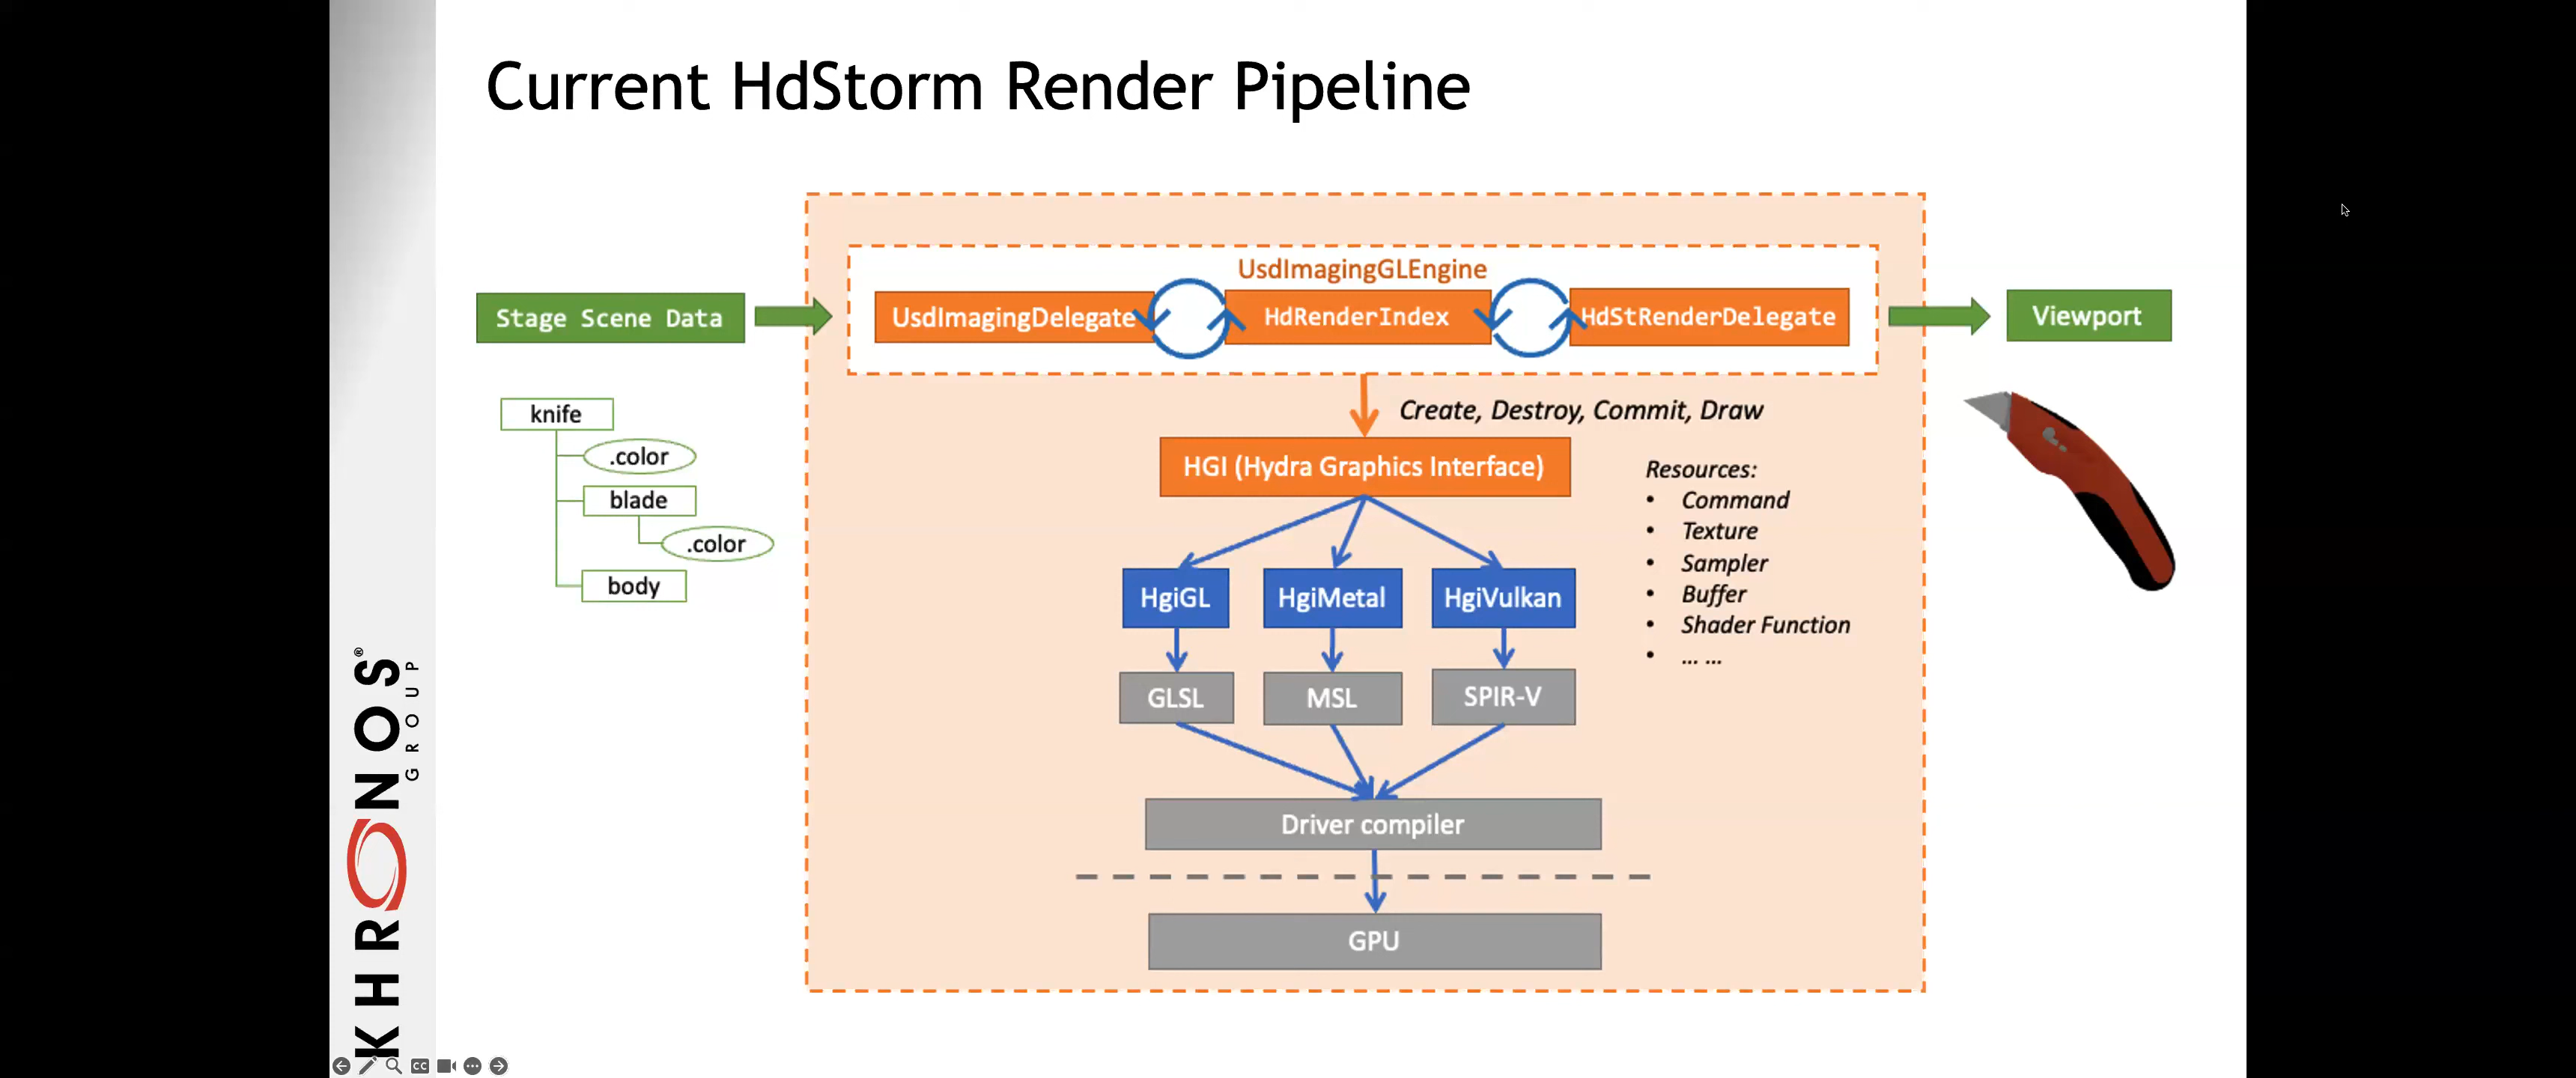 Current HdStorm Render Pipeline
UsdImagingGLEngine
Stage Scene Data
UsdImagingDelegate
HdRenderIndex
HdStRenderDelegate
Viewport
Create, Destroy, Commit, Draw
knife
.color
blade
.color
body
HGI (Hydra Graphics Interface)
Resources:
• Command
• Texture
• Sampler
• Buffer
• Shader Function
• ... ...
HgiGL
HgiMetal
HgiVulkan
GLSL
MSL
SPIR-V
Driver compiler
GPU
KHRONOS®
GROUP
CC